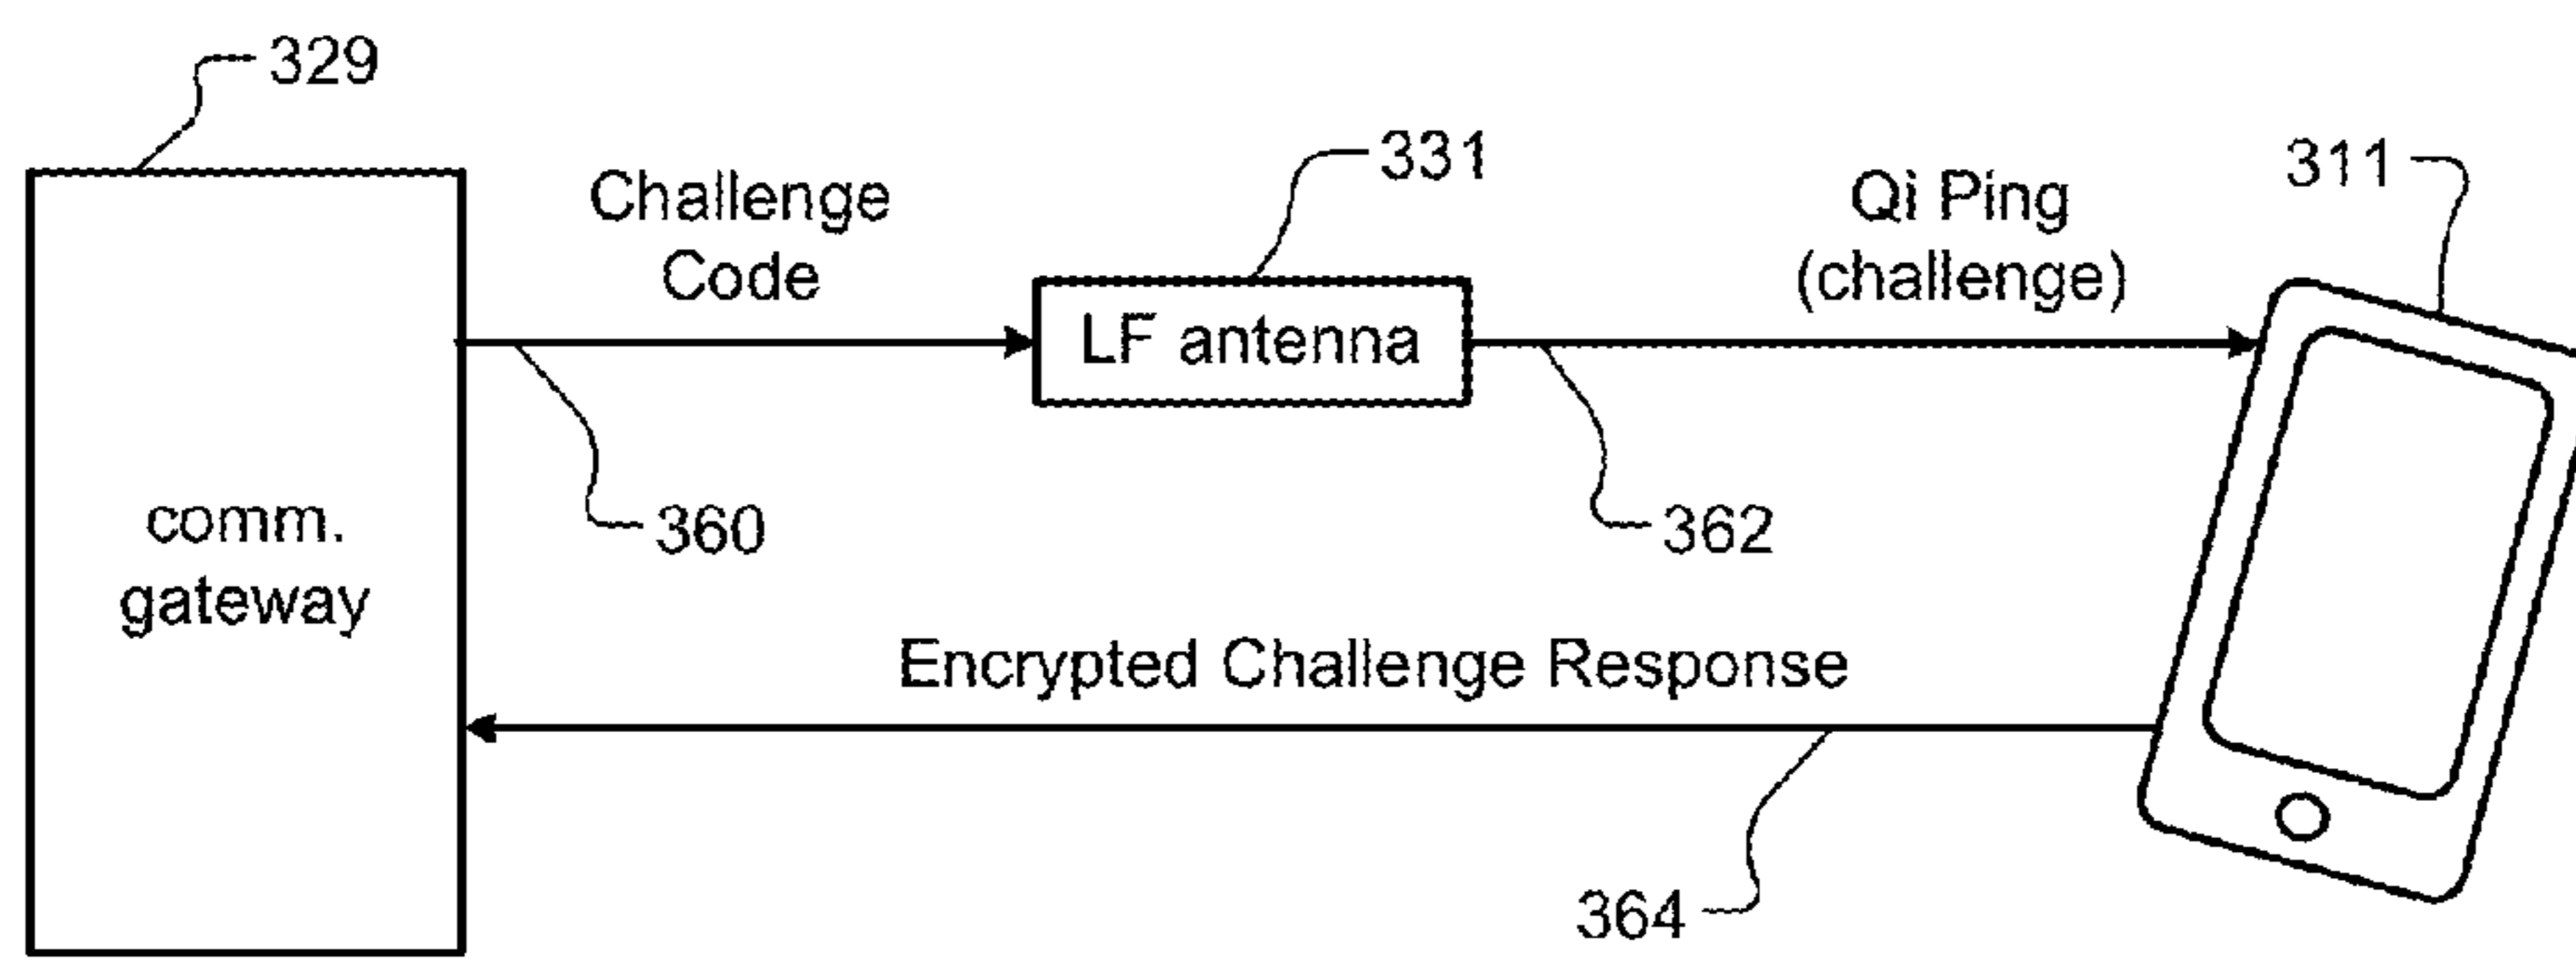 329
331
311
Challenge
Code
Qi Ping
(challenge)
LF antenna
comm.
gateway
360
362
Encrypted Challenge Response
364